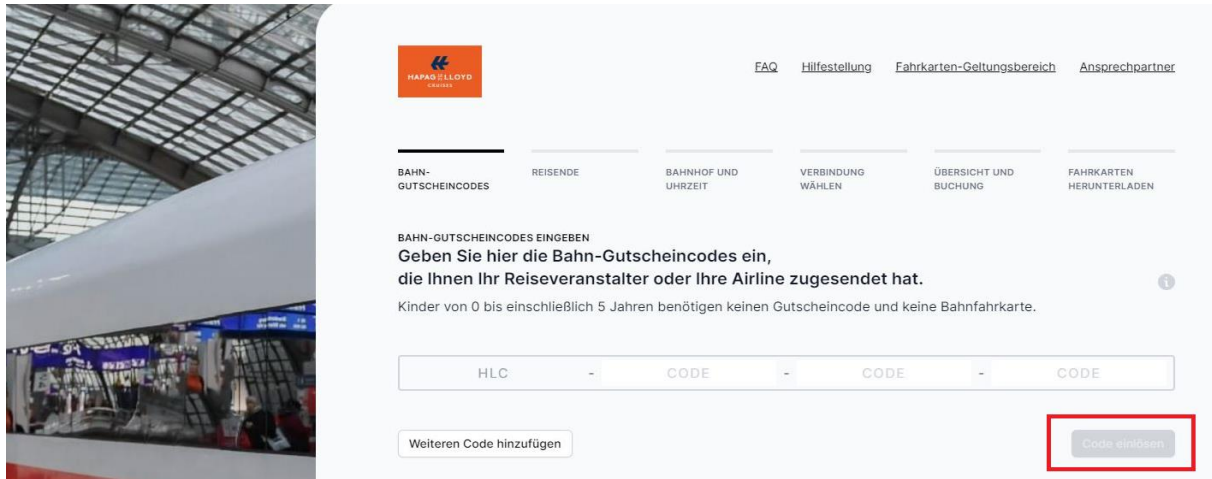 HAPAG LLOYD
CRUISES
FAQ Hilfestellung Fahrkarten-Geltungsbereich Ansprechpartner
BAHN-
GUTSCHEINCODES
REISENDE
BAHNHOF UND
UHRZEIT
VERBINDUNG
WÄHLEN
ÜBERSICHT UND
BUCHUNG
FAHRKARTEN
HERUNTERLADEN
BAHN-GUTSCHEINCODES EINGEBEN
Geben Sie hier die Bahn-Gutscheincodes ein,
die Ihnen Ihr Reiseveranstalter oder Ihre Airline zugesendet hat.
Kinder von 0 bis einschließlich 5 Jahren benötigen keinen Gutscheincode und keine Bahnfahrkarte.
HLC - CODE - CODE - CODE
Weiteren Code hinzufügen
Code einlösen